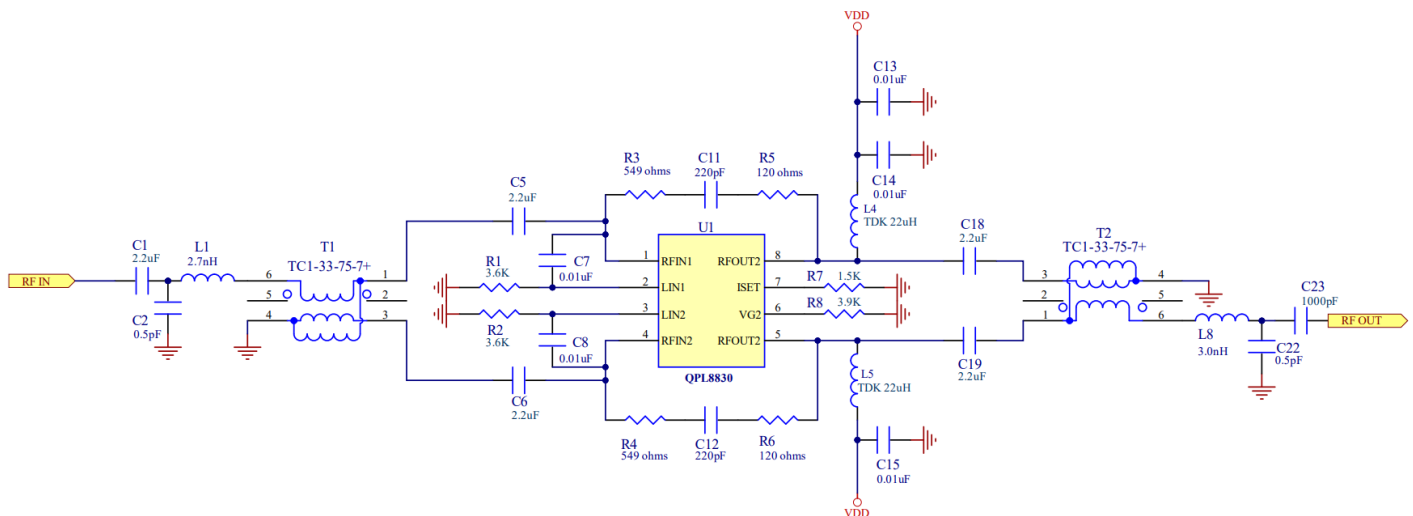 VDD
C13
0.01uF
C14
0.01uF
L4
TDK 22uH
R3
549 ohms
C11
220pF
R5
120 ohms
C5
2.2uF
U1
C18
2.2uF
T2
TC1-33-75-7+
C1
2.2uF
L1
2.7nH
T1
TC1-33-75-7+
RF IN
6
5
4
1
2
3
C2
0.5pF
R1
3.6K
C7
0.01uF
R2
3.6K
C8
0.01uF
1
2
3
4
RFIN1
LIN1
LIN2
RFIN2
RFOUT2
ISET
VG2
RFOUT2
8
7
6
5
QPL8830
R7
1.5K
R8
3.9K
3
2
1
4
5
6
C23
1000pF
RF OUT
L8
3.0nH
C22
0.5pF
C19
2.2uF
L5
TDK 22uH
C6
2.2uF
R4
549 ohms
C12
220pF
R6
120 ohms
C15
0.01uF
VDD